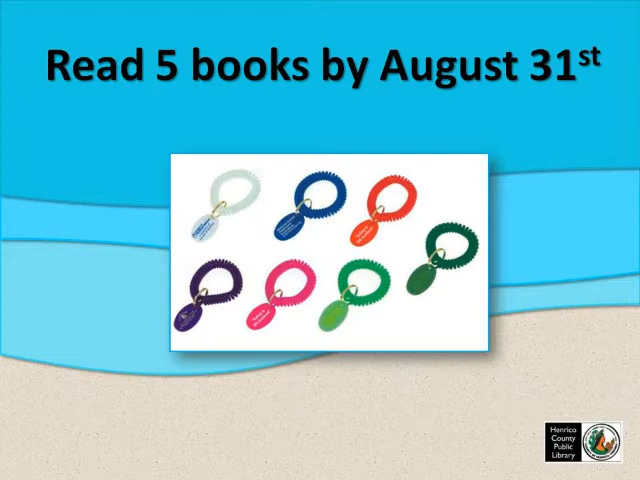 Read 5 books by August 31st
Henrico
County
Public
Library